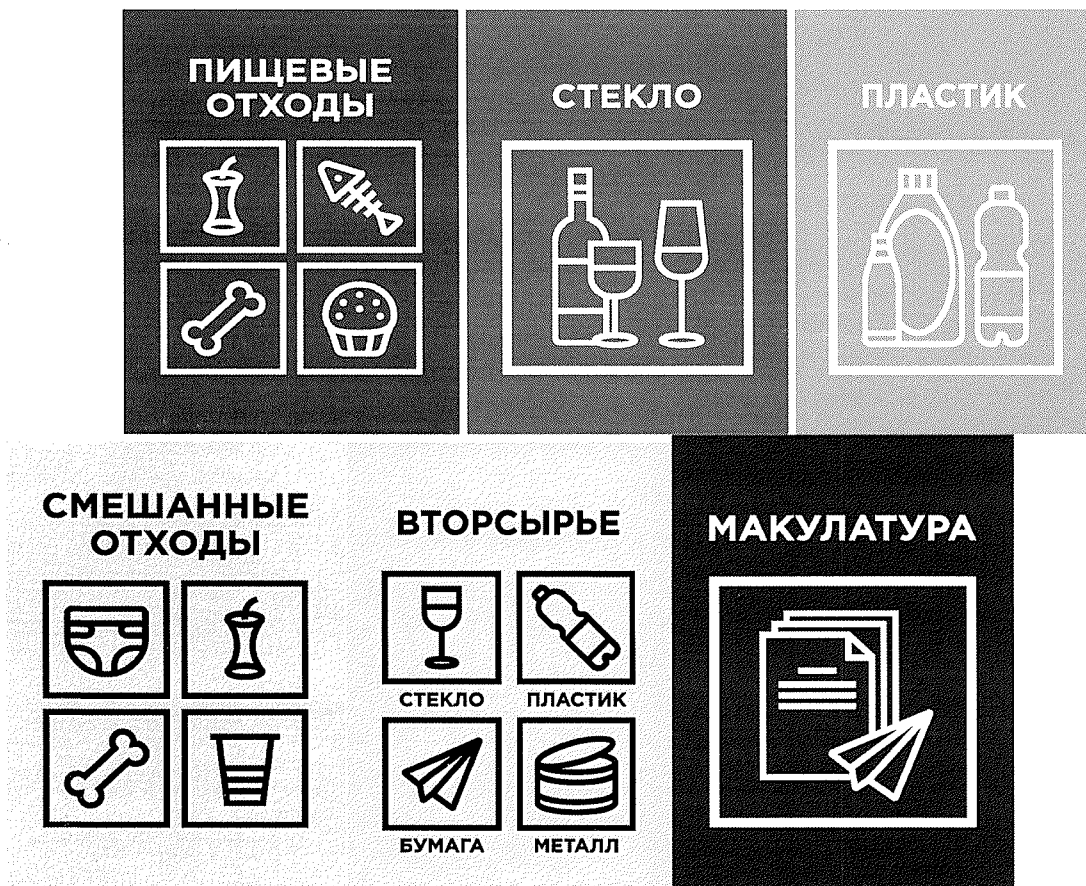 ПИЩЕВЫЕ
ОТХОДЫ
СТЕКЛО
ПЛАСТИК
СМЕШАННЫЕ
ОТХОДЫ
ВТОРСЫРЬЕ
СТЕКЛО
ПЛАСТИК
БУМАГА
МЕТАЛЛ
МАКУЛАТУРА